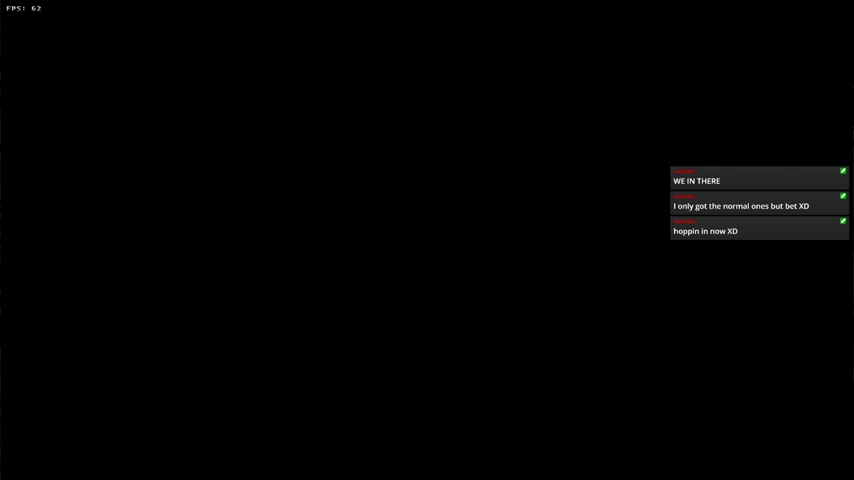 FPS: 62
WE IN THERE
I only got the normal ones but bet XD
hoppin in now XD